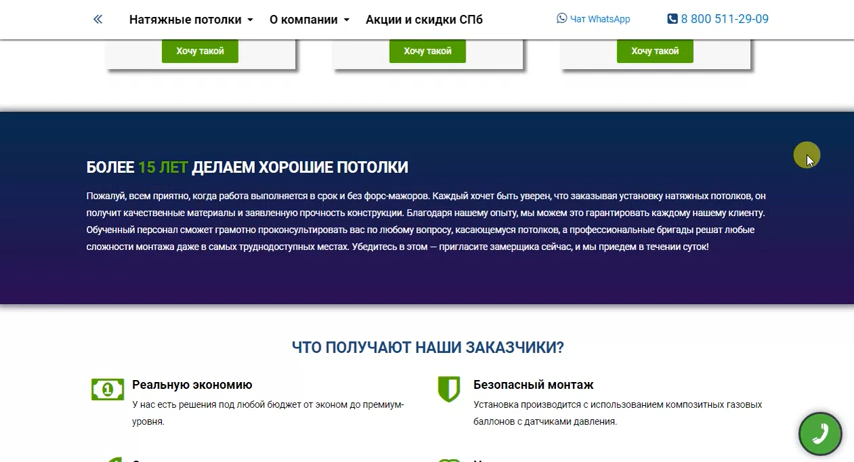 Натяжные потолки О компании Акции и скидки СПб Чат WhatsApp 8 800 511-29-09
Хочу такой Хочу такой Хочу такой
БОЛЕЕ 15 ЛЕТ ДЕЛАЕМ ХОРОШИЕ ПОТОЛКИ
Пожалуй, всем приятно, когда работа выполняется в срок и без форс-мажоров. Каждый хочет быть уверен, что заказывая установку натяжных потолков, он
получит качественные материалы и заявленную прочность конструкции. Благодаря нашему опыту, мы можем это гарантировать каждому нашему клиенту.
Обученный персонал сможет грамотно проконсультировать вас по любому вопросу, касающемуся потолков, а профессиональные бригады решат любые
сложности монтажа даже в самых труднодоступных местах. Убедитесь в этом — пригласите замерщика сейчас, и мы приедем в течении суток!
ЧТО ПОЛУЧАЮТ НАШИ ЗАКАЗЧИКИ?
Реальную экономию
У нас есть решения под любой бюджет от эконом до премиум-
уровня.
Безопасный монтаж
Установка производится с использованием композитных газовых
баллонов с датчиками давления.